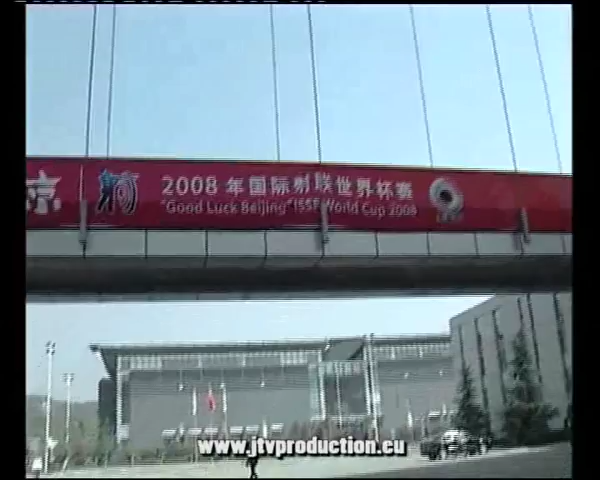 京
2008 年国际射联世界杯赛
"Good Luck Beijing" ISSF World Cup 2008
www.jtvproduction.eu